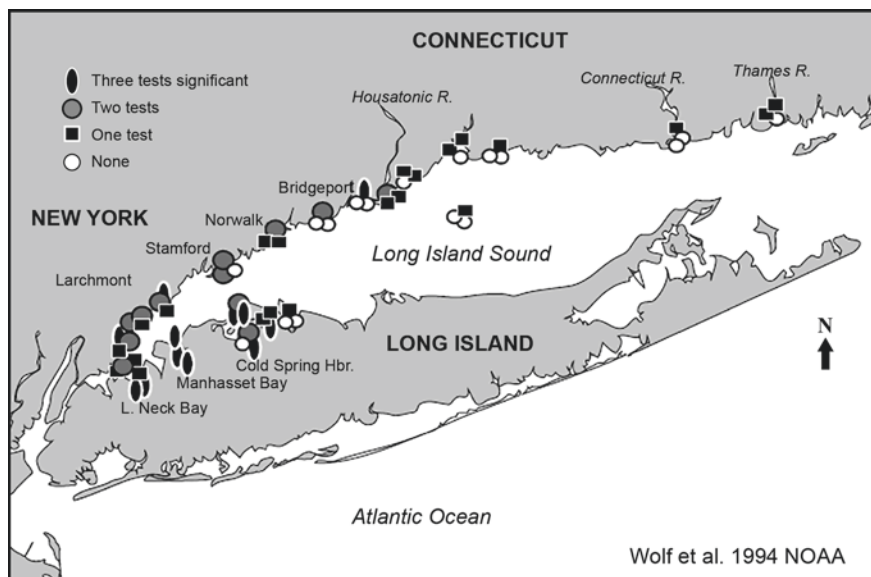 CONNECTICUT
Three tests significant
Two tests
One test
None
Housatonic R.
Connecticut R.
Thames R.
Bridgeport
NEW YORK
Norwalk
Stamford
Long Island Sound
Larchmont
LONG ISLAND
N
Cold Spring Hbr.
Manhasset Bay
L. Neck Bay
Atlantic Ocean
Wolf et al. 1994 NOAA